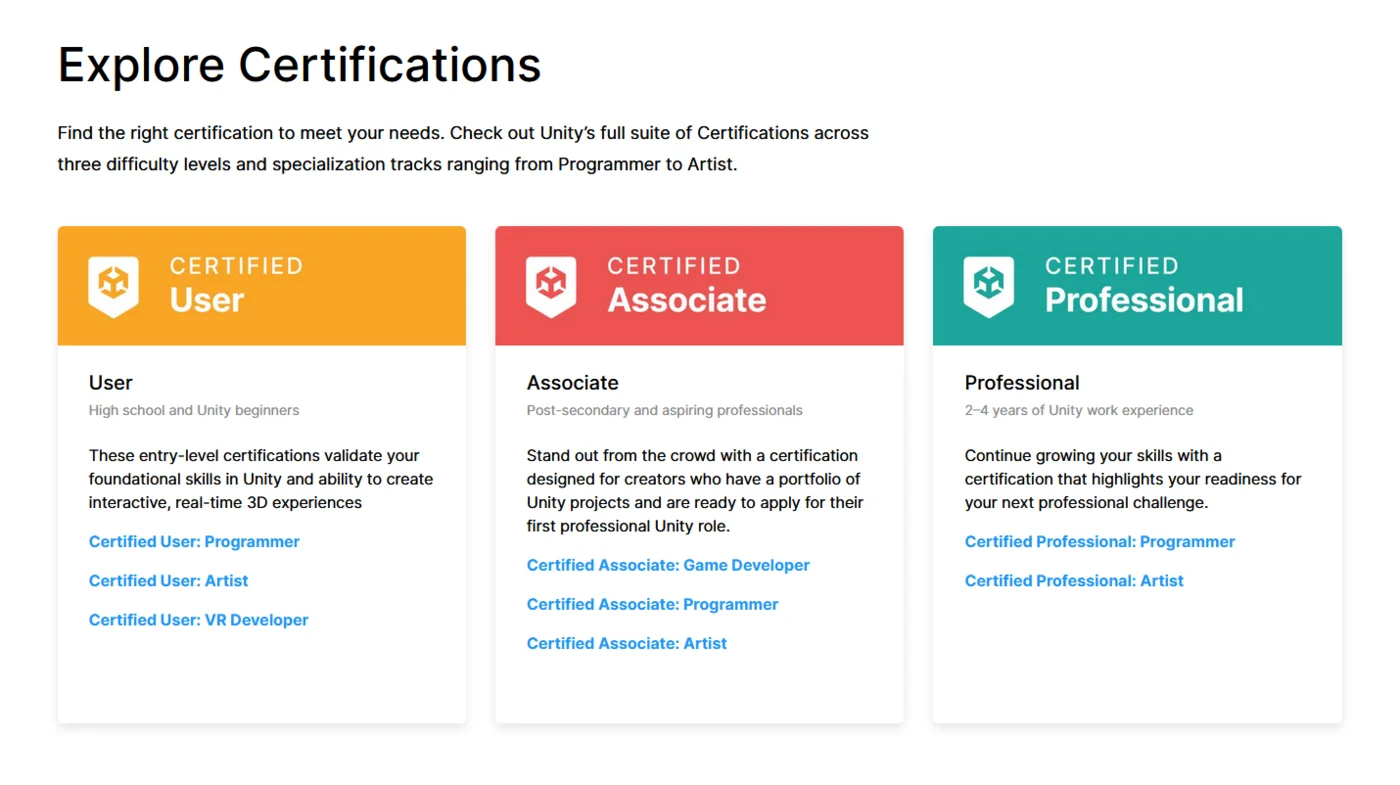 Explore Certifications
Find the right certification to meet your needs. Check out Unity’s full suite of Certifications across
three difficulty levels and specialization tracks ranging from Programmer to Artist.
CERTIFIED
User
User
High school and Unity beginners
These entry-level certifications validate your
foundational skills in Unity and ability to create
interactive, real-time 3D experiences
Certified User: Programmer
Certified User: Artist
Certified User: VR Developer
CERTIFIED
Associate
Associate
Post-secondary and aspiring professionals
Stand out from the crowd with a certification
designed for creators who have a portfolio of
Unity projects and are ready to apply for their
first professional Unity role.
Certified Associate: Game Developer
Certified Associate: Programmer
Certified Associate: Artist
CERTIFIED
Professional
Professional
2–4 years of Unity work experience
Continue growing your skills with a
certification that highlights your readiness for
your next professional challenge.
Certified Professional: Programmer
Certified Professional: Artist